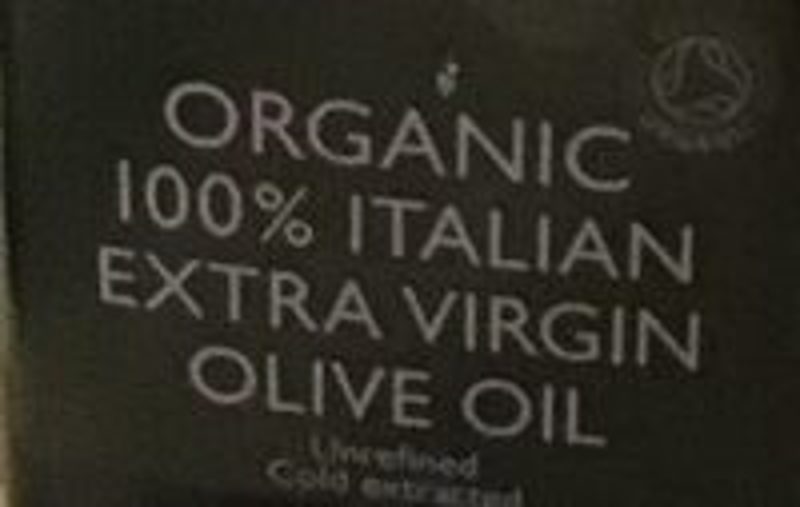 ORGANIC
100% ITALIAN
EXTRA VIRGIN
OLIVE OIL
Unrefined
Cold extracted